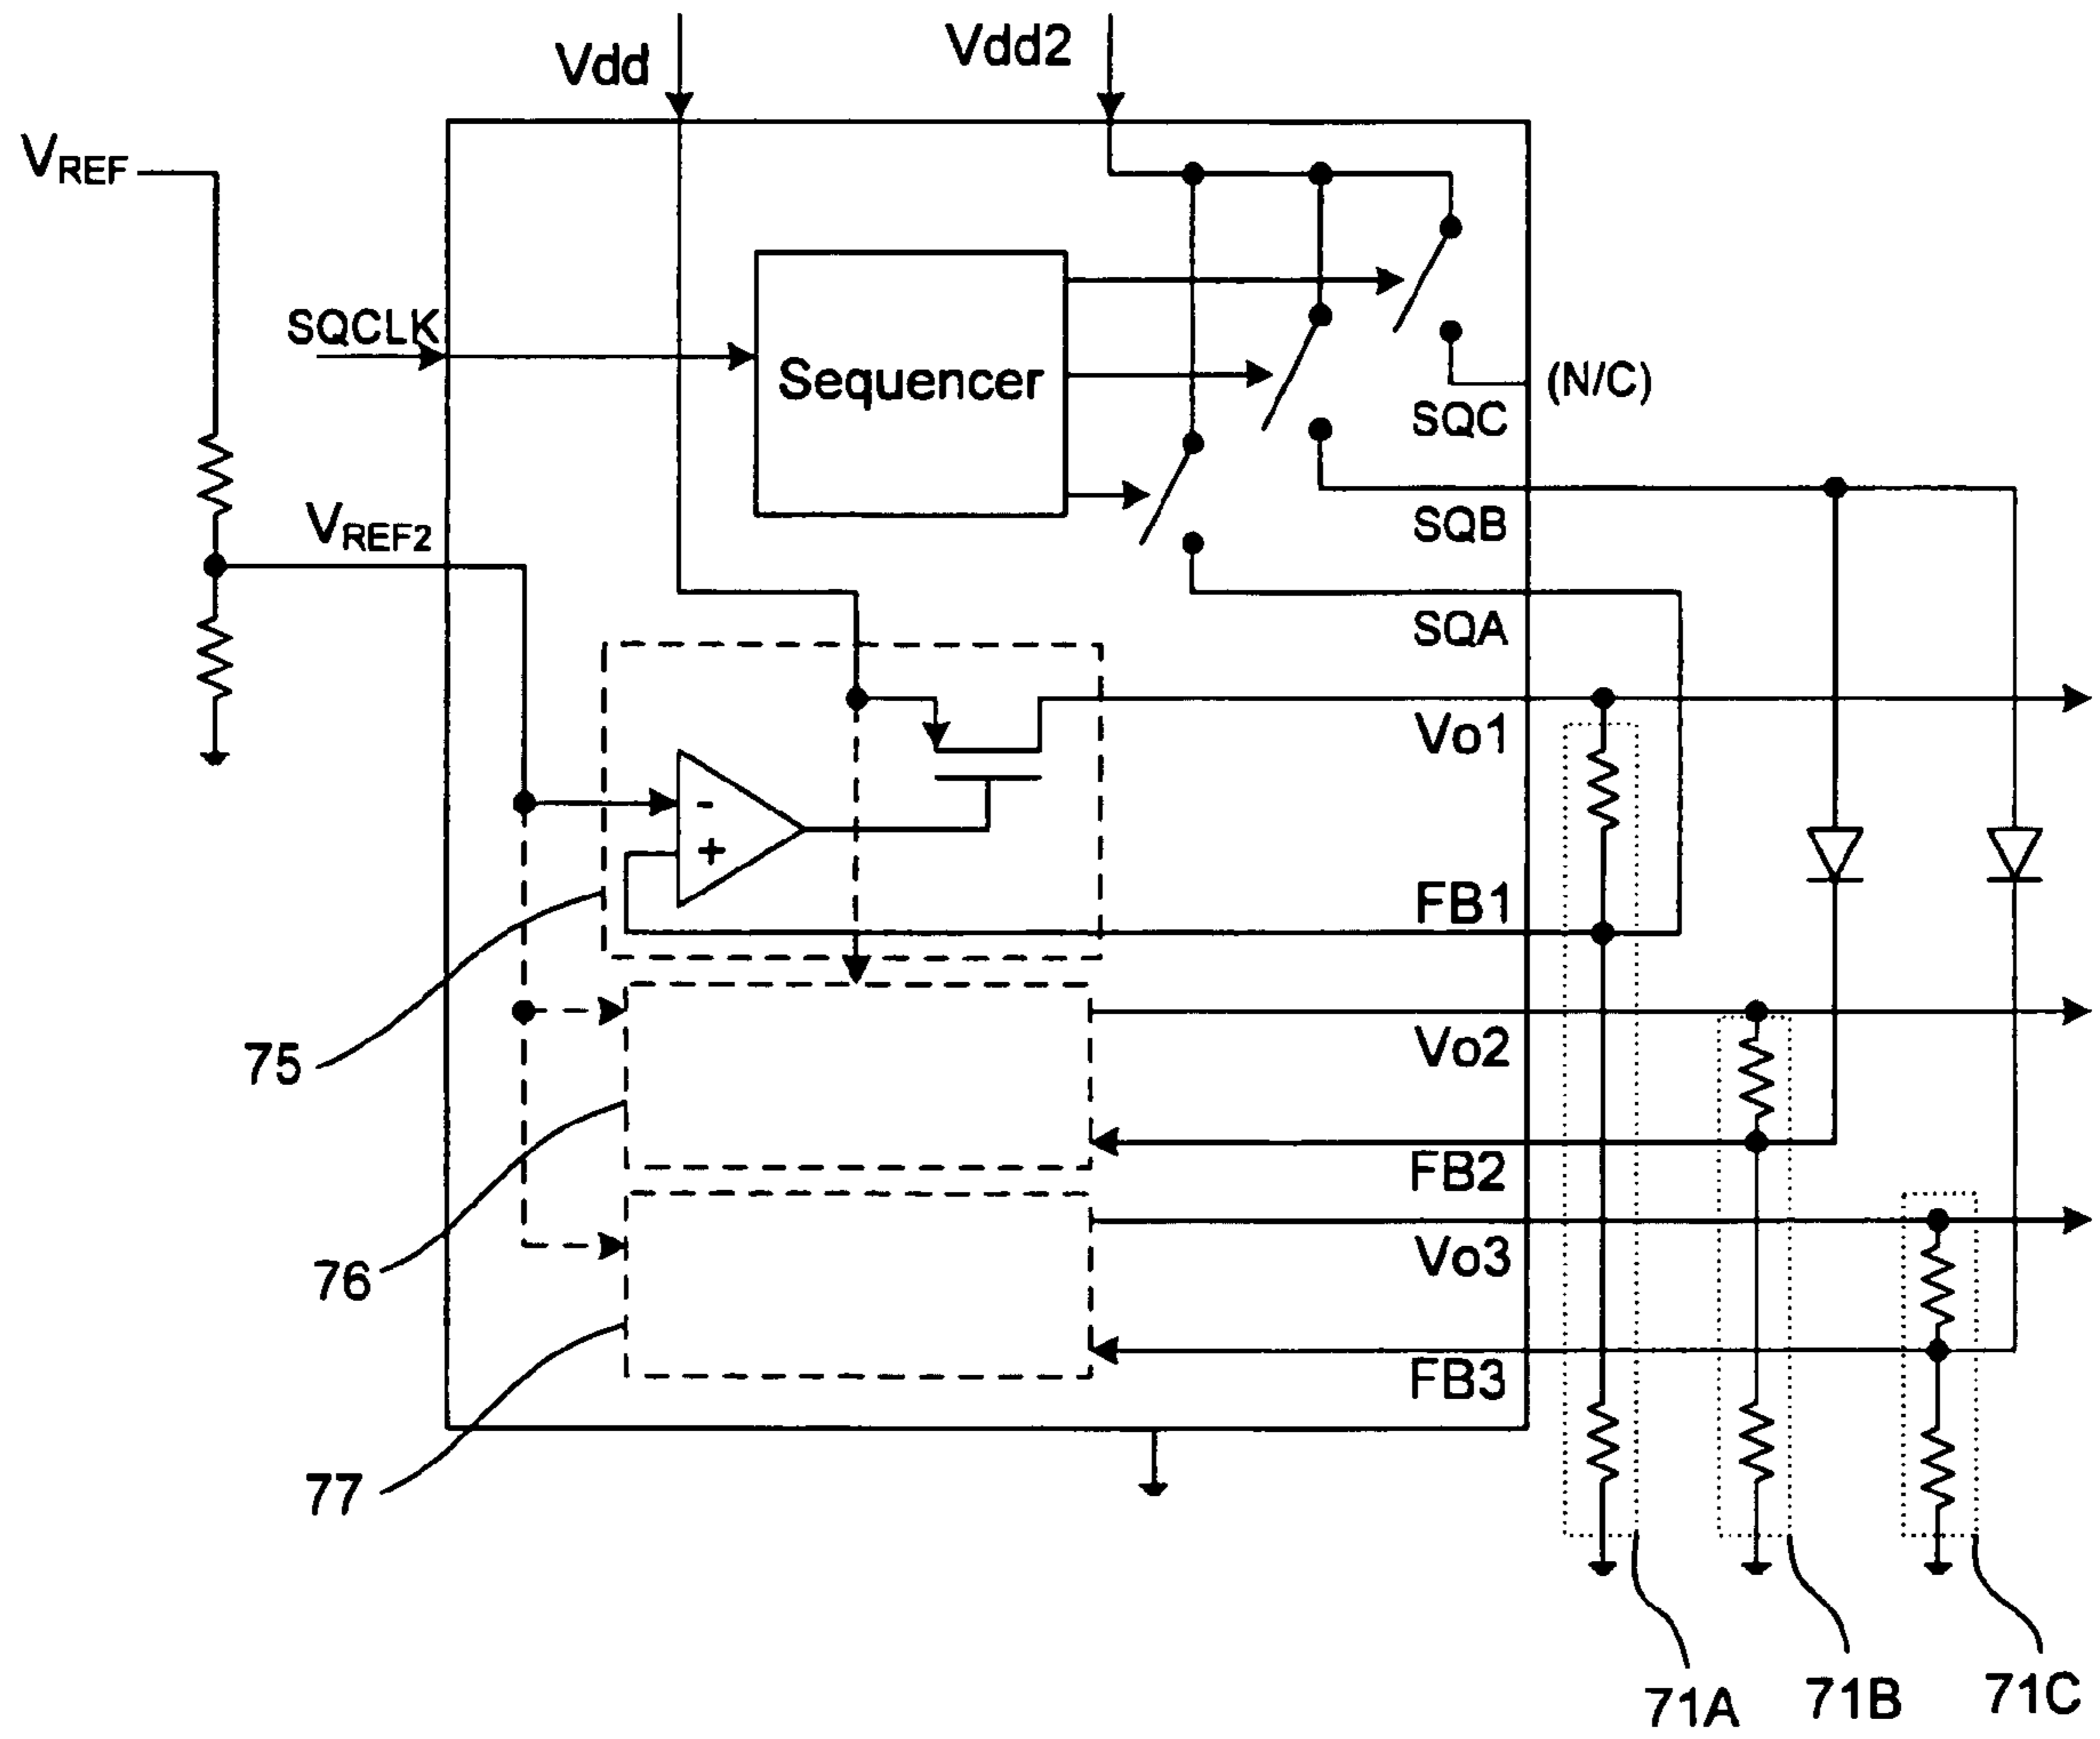 Vdd
Vdd2
VREF
SQCLK
Sequencer
(N/C)
SQC
VREF2
SQB
SQA
Vo1
-
+
FB1
75
Vo2
FB2
76
Vo3
FB3
77
71A
71B
71C